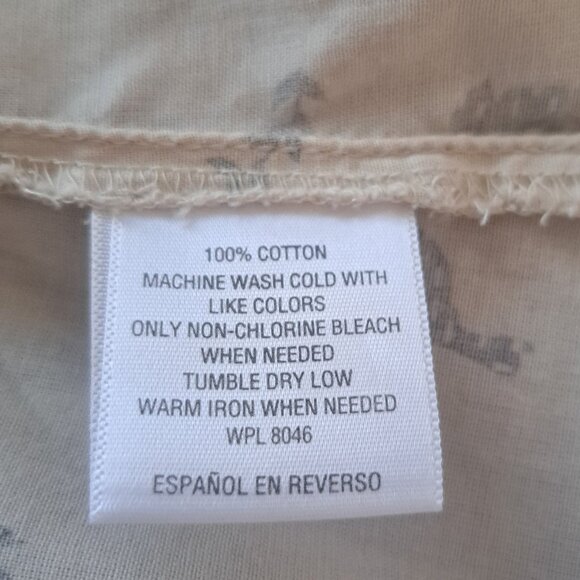 100% COTTON
MACHINE WASH COLD WITH
LIKE COLORS
ONLY NON-CHLORINE BLEACH
WHEN NEEDED
TUMBLE DRY LOW
WARM IRON WHEN NEEDED
WPL 8046
ESPAÑOL EN REVERSO